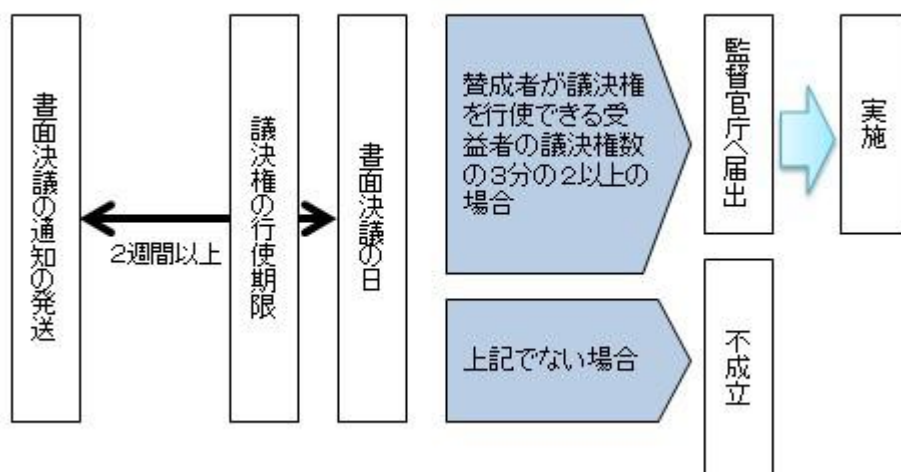 書面決議の通知の発送
2週間以上
議決権の行使期限
書面決議の日
賛成者が議決権
を行使できる受
益者の議決権数
の3分の2以上の
場合
監督官庁へ届出
実施
上記でない場合
不成立